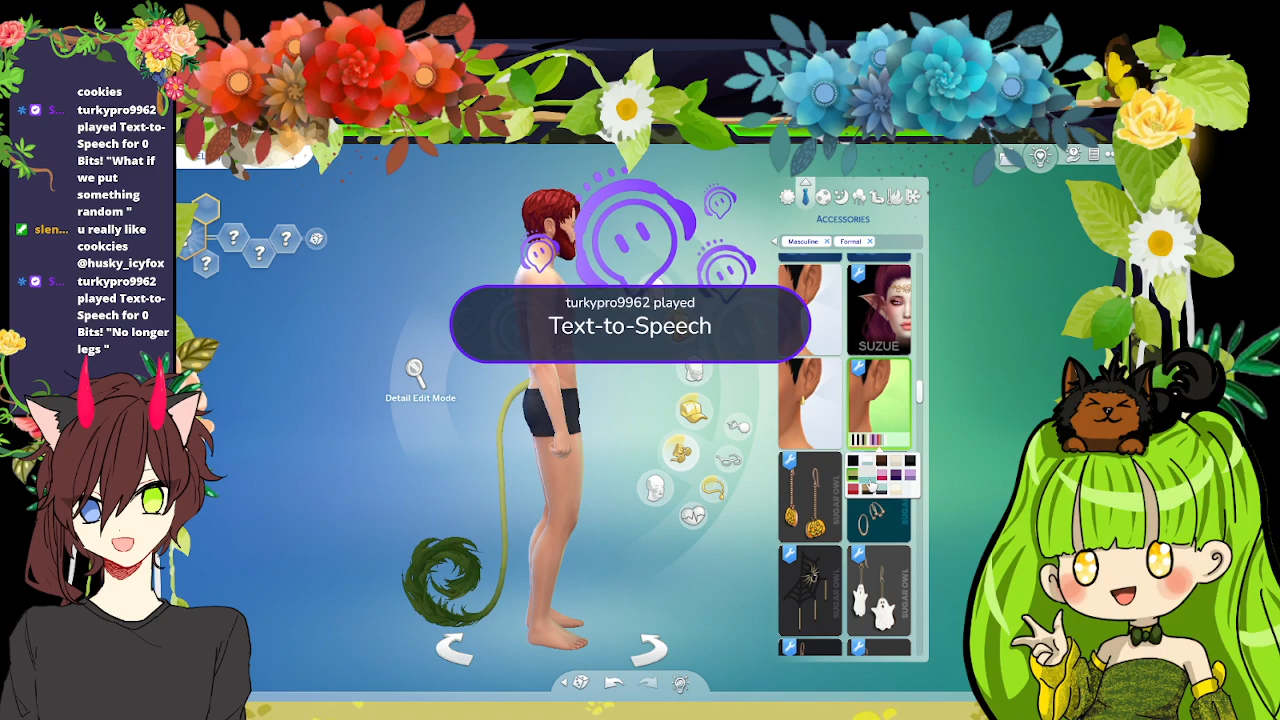 cookies
S... turkypro9962
played Text-to-
Speech for 0
Bits! "What if
we put
something
random "
slen... u really like
cookcies
@husky_icyfox
S... turkypro9962
played Text-to-
Speech for 0
Bits! "No longer
legs "
? ? ?
? ?
turkypro9962 played
Text-to-Speech
Detail Edit Mode
ACCESSORIES
Masculine X Formal X
SUZUE
SUGAR OWL
SUGAR OWL
SUGAR OWL